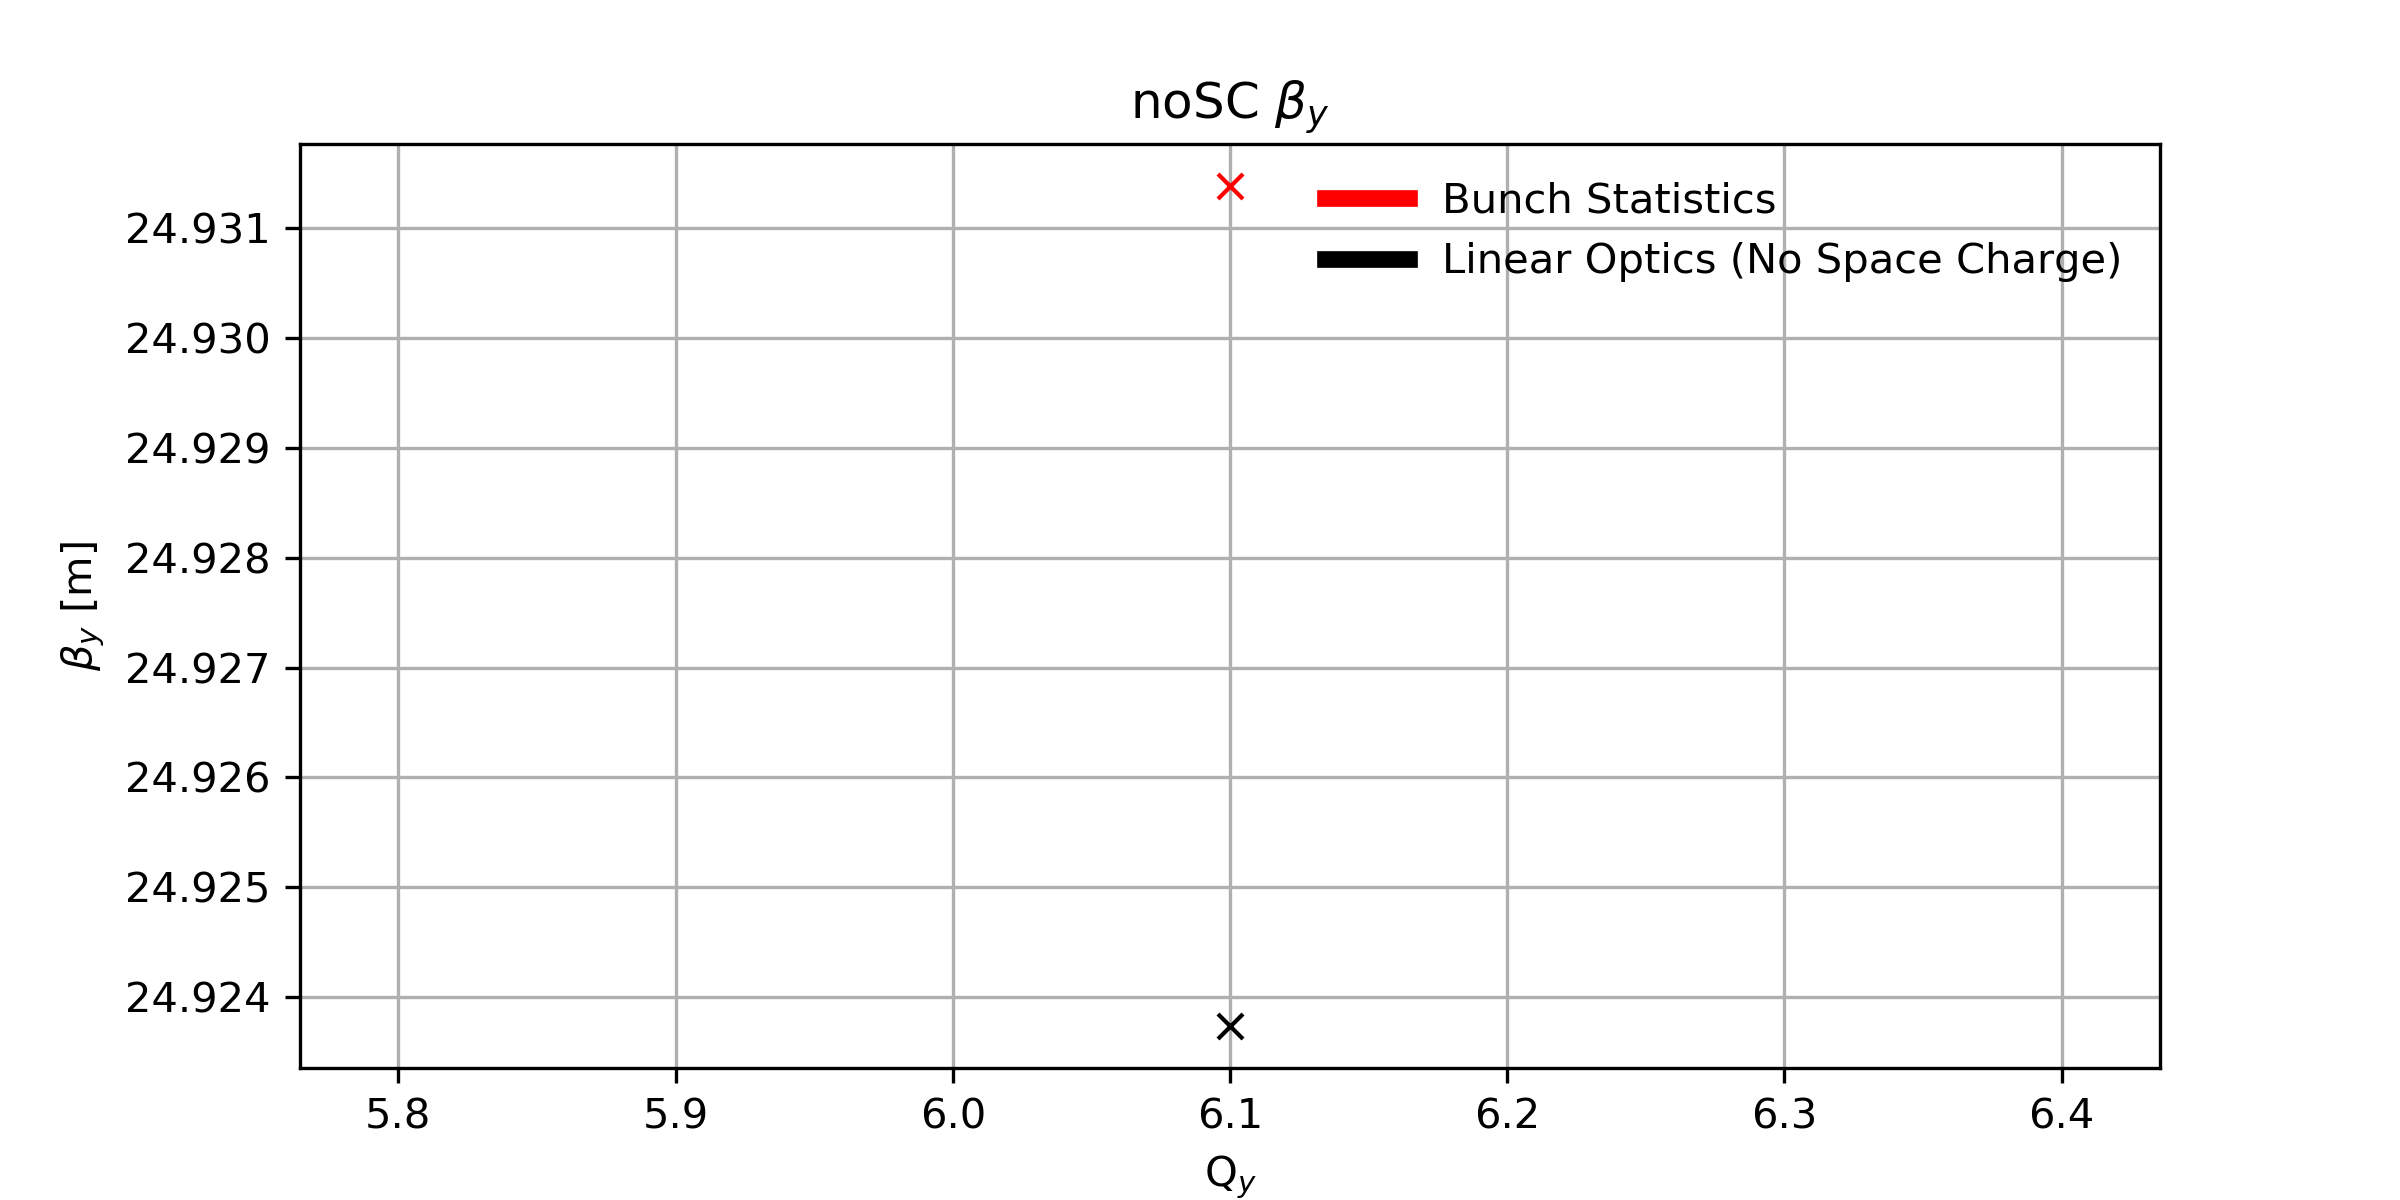 noSC βy
Bunch Statistics
Linear Optics (No Space Charge)
24.931
24.930
24.929
24.928
24.927
24.926
24.925
24.924
βy [m]
5.8 5.9 6.0 6.1 6.2 6.3 6.4
Qy